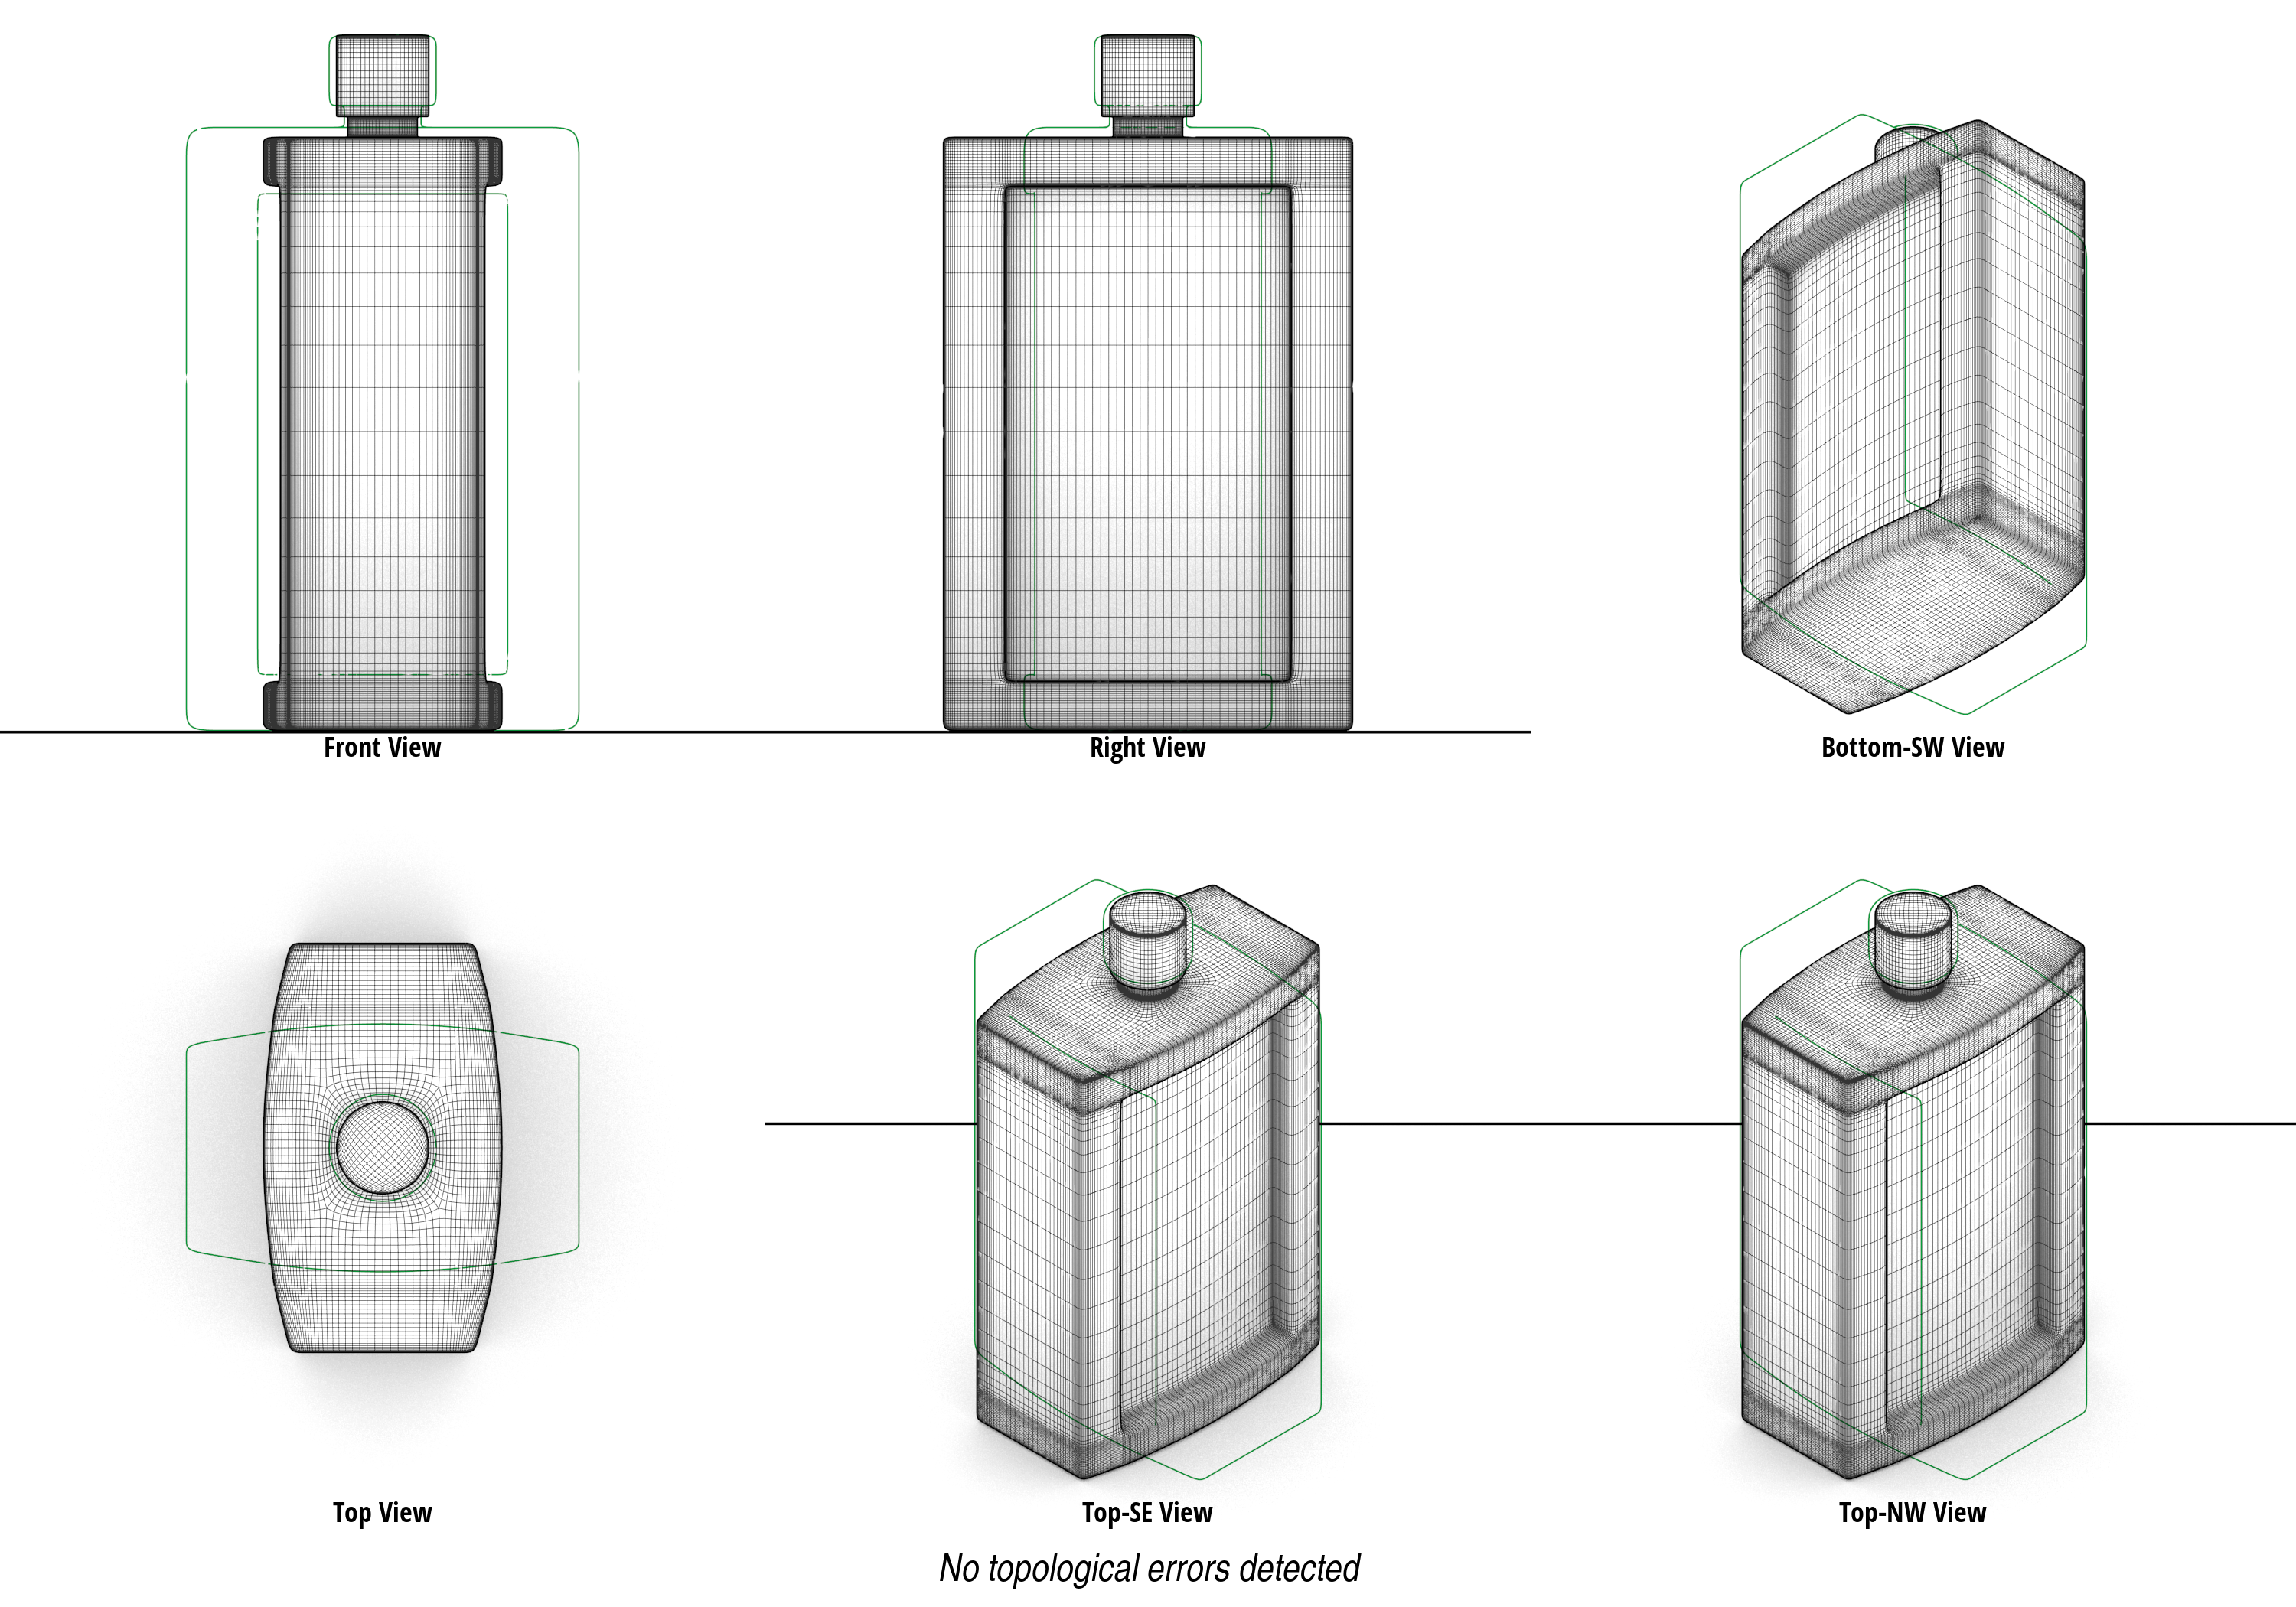 Front View
Right View
Bottom-SW View
Top View
Top-SE View
Top-NW View
No topological errors detected